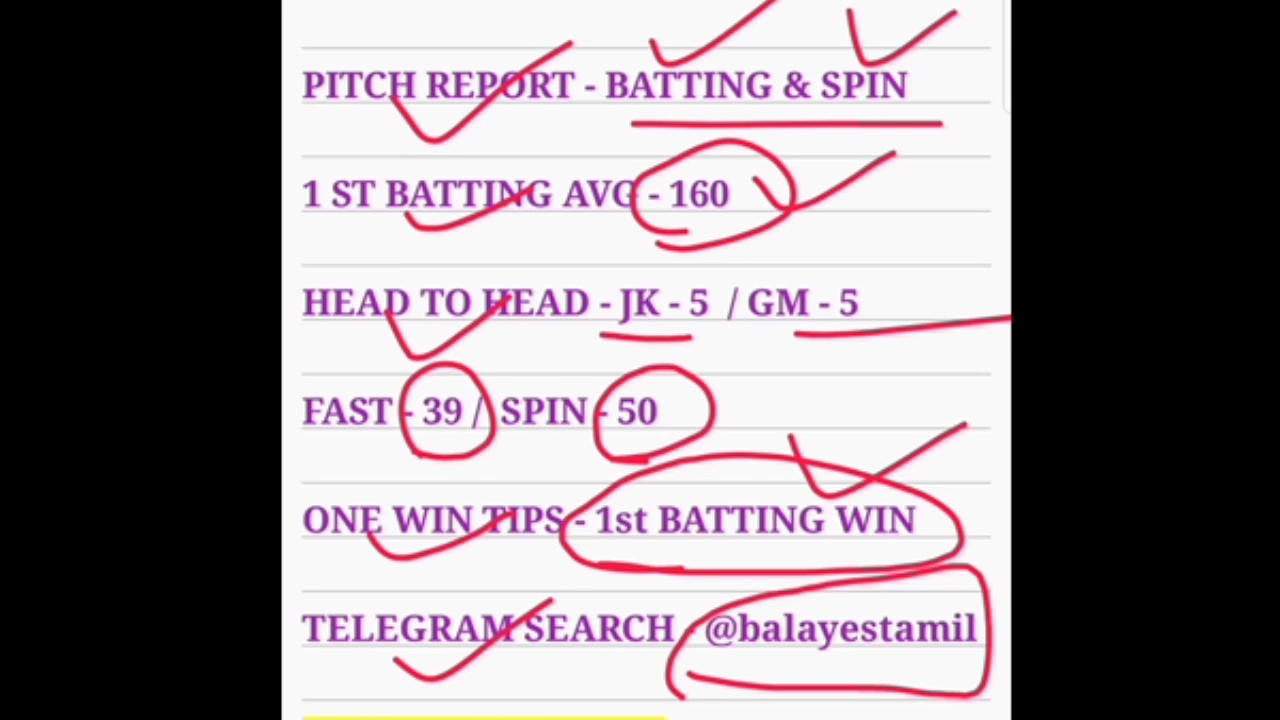 PITCH REPORT - BATTING & SPIN
1 ST BATTING AVG - 160
HEAD TO HEAD - JK - 5 / GM - 5
FAST - 39 / SPIN - 50
ONE WIN TIPS - 1st BATTING WIN
TELEGRAM SEARCH - @balayestamil